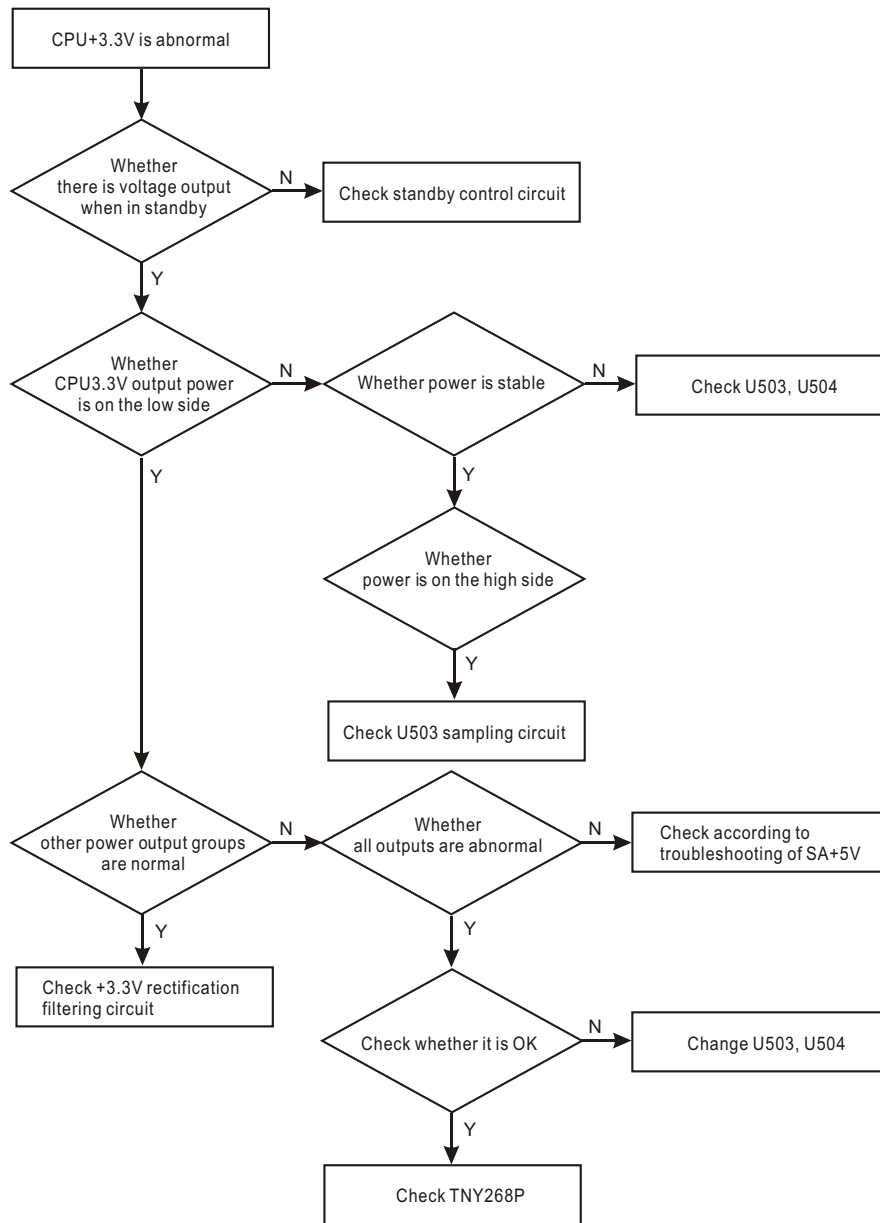 CPU+3.3V is abnormal
Whether
there is voltage output
when in standby
N
Check standby control circuit
Y
Whether
CPU3.3V output power
is on the low side
N
Whether power is stable
N
Check U503, U504
Y
Y
Whether
power is on the high side
Y
Check U503 sampling circuit
Whether
other power output groups
are normal
N
Whether
all outputs are abnormal
N
Check according to
troubleshooting of SA+5V
Y
Y
Check +3.3V rectification
filtering circuit
Check whether it is OK
N
Change U503, U504
Y
Check TNY268P